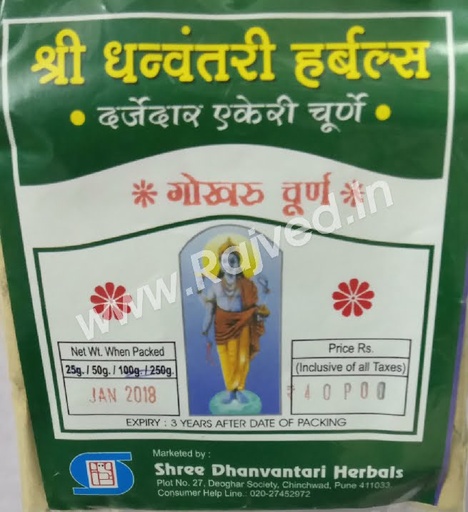 श्री धन्वंतरी हर्बल्स
• दर्जेदार एकेरी चूर्णे •
गोखरु चूर्ण
www.Rajved.in
Net Wt. When Packed
25g. / 50g. / 100g. / 250g.
JAN 2018
Price Rs.
(Inclusive of all Taxes)
40P00
EXPIRY : 3 YEARS AFTER DATE OF PACKING
Marketed by :
Shree Dhanvantari Herbals
Plot No. 27, Deoghar Society, Chinchwad, Pune 411033
Consumer Help Line.: 020-27452972